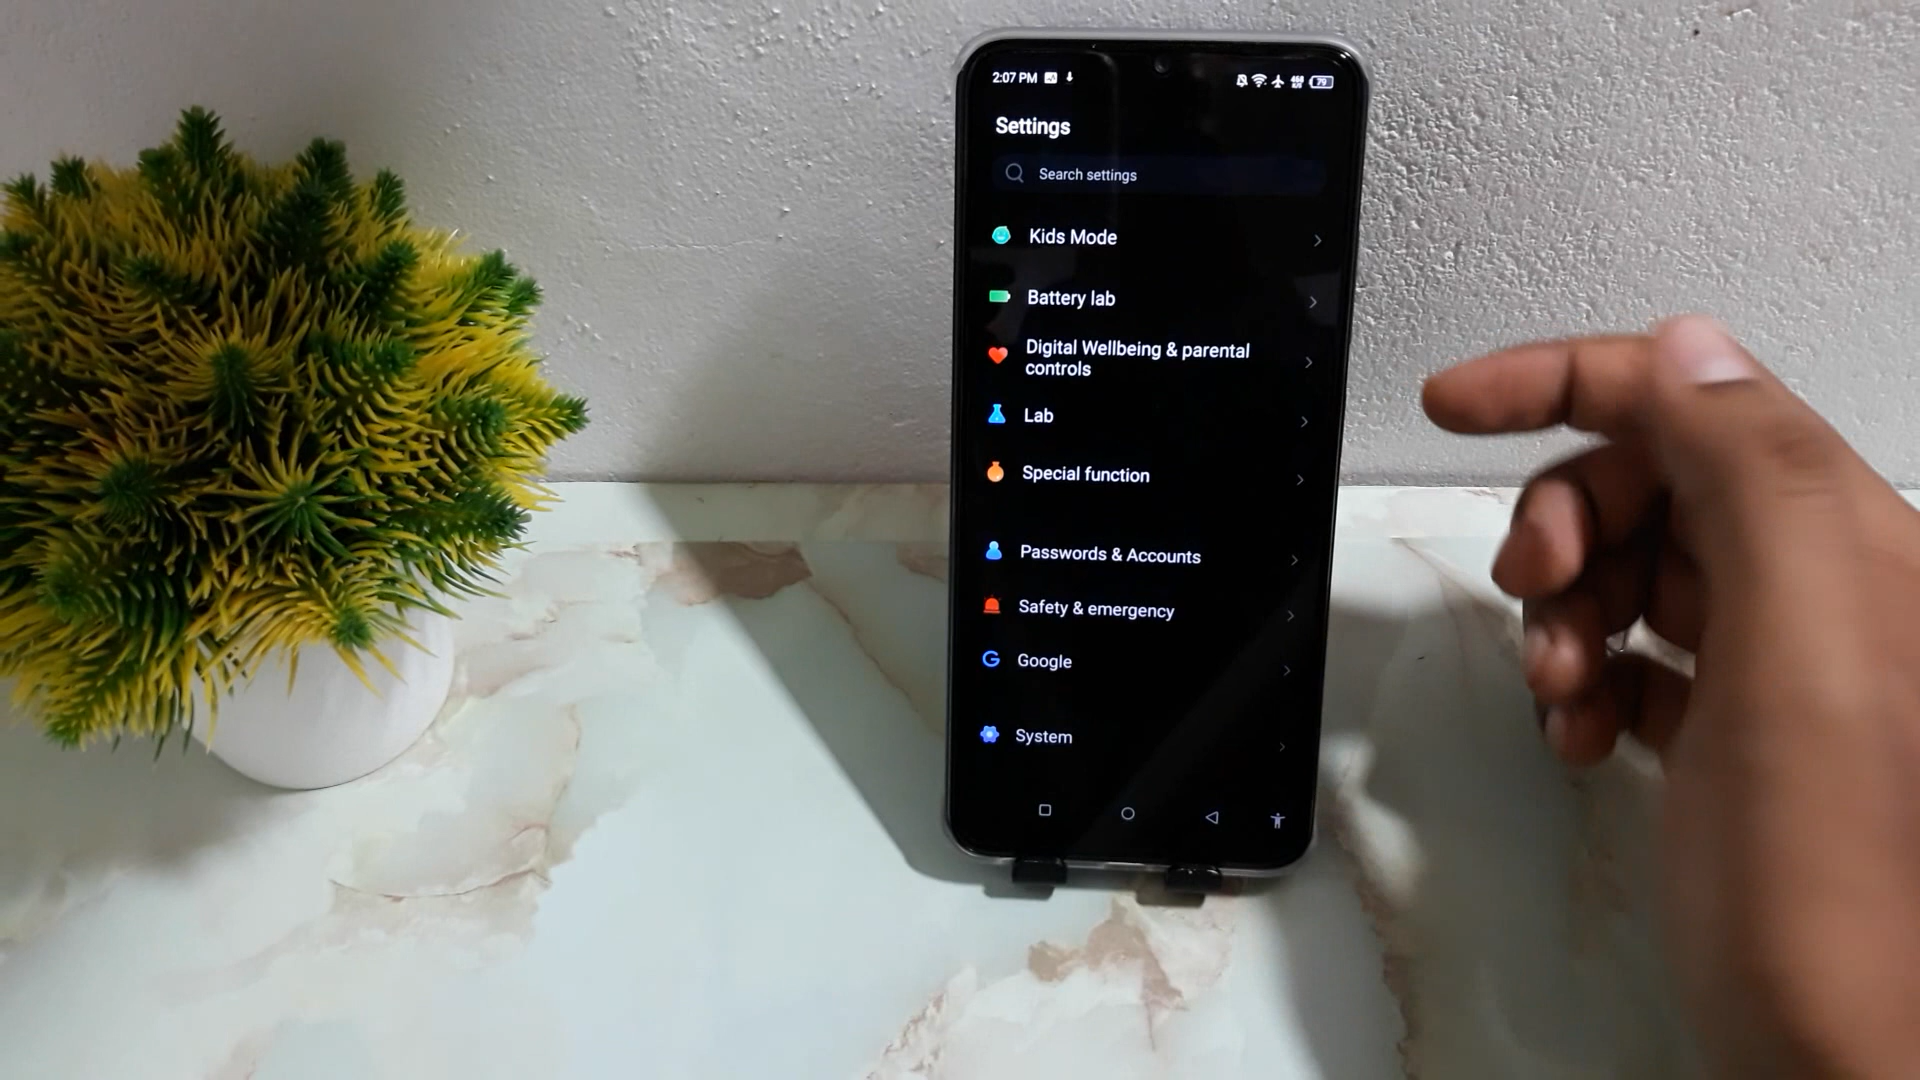 2:07 PM
79
Settings
Search settings
Kids Mode
Battery lab
Digital Wellbeing & parental
controls
Lab
Special function
Passwords & Accounts
Safety & emergency
Google
System